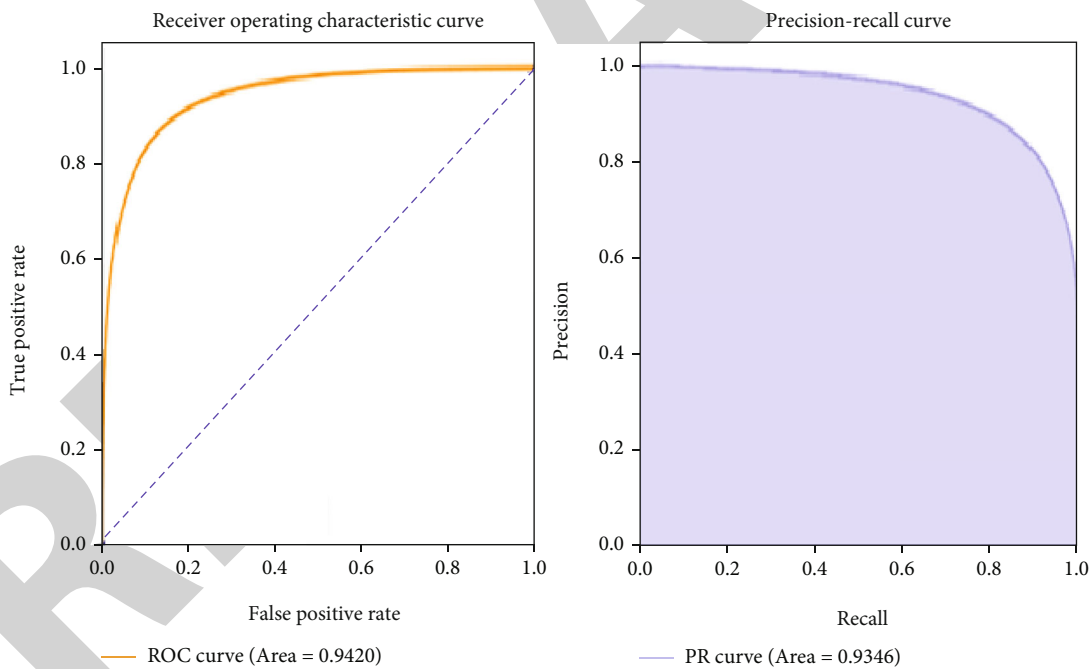 Receiver operating characteristic curve
1.0
0.8
0.6
0.4
0.2
0.0
0.0 0.2 0.4 0.6 0.8 1.0
True positive rate
False positive rate
ROC curve (Area = 0.9420)
Precision-recall curve
1.0
0.8
0.6
0.4
0.2
0.0
0.0 0.2 0.4 0.6 0.8 1.0
Precision
Recall
PR curve (Area = 0.9346)